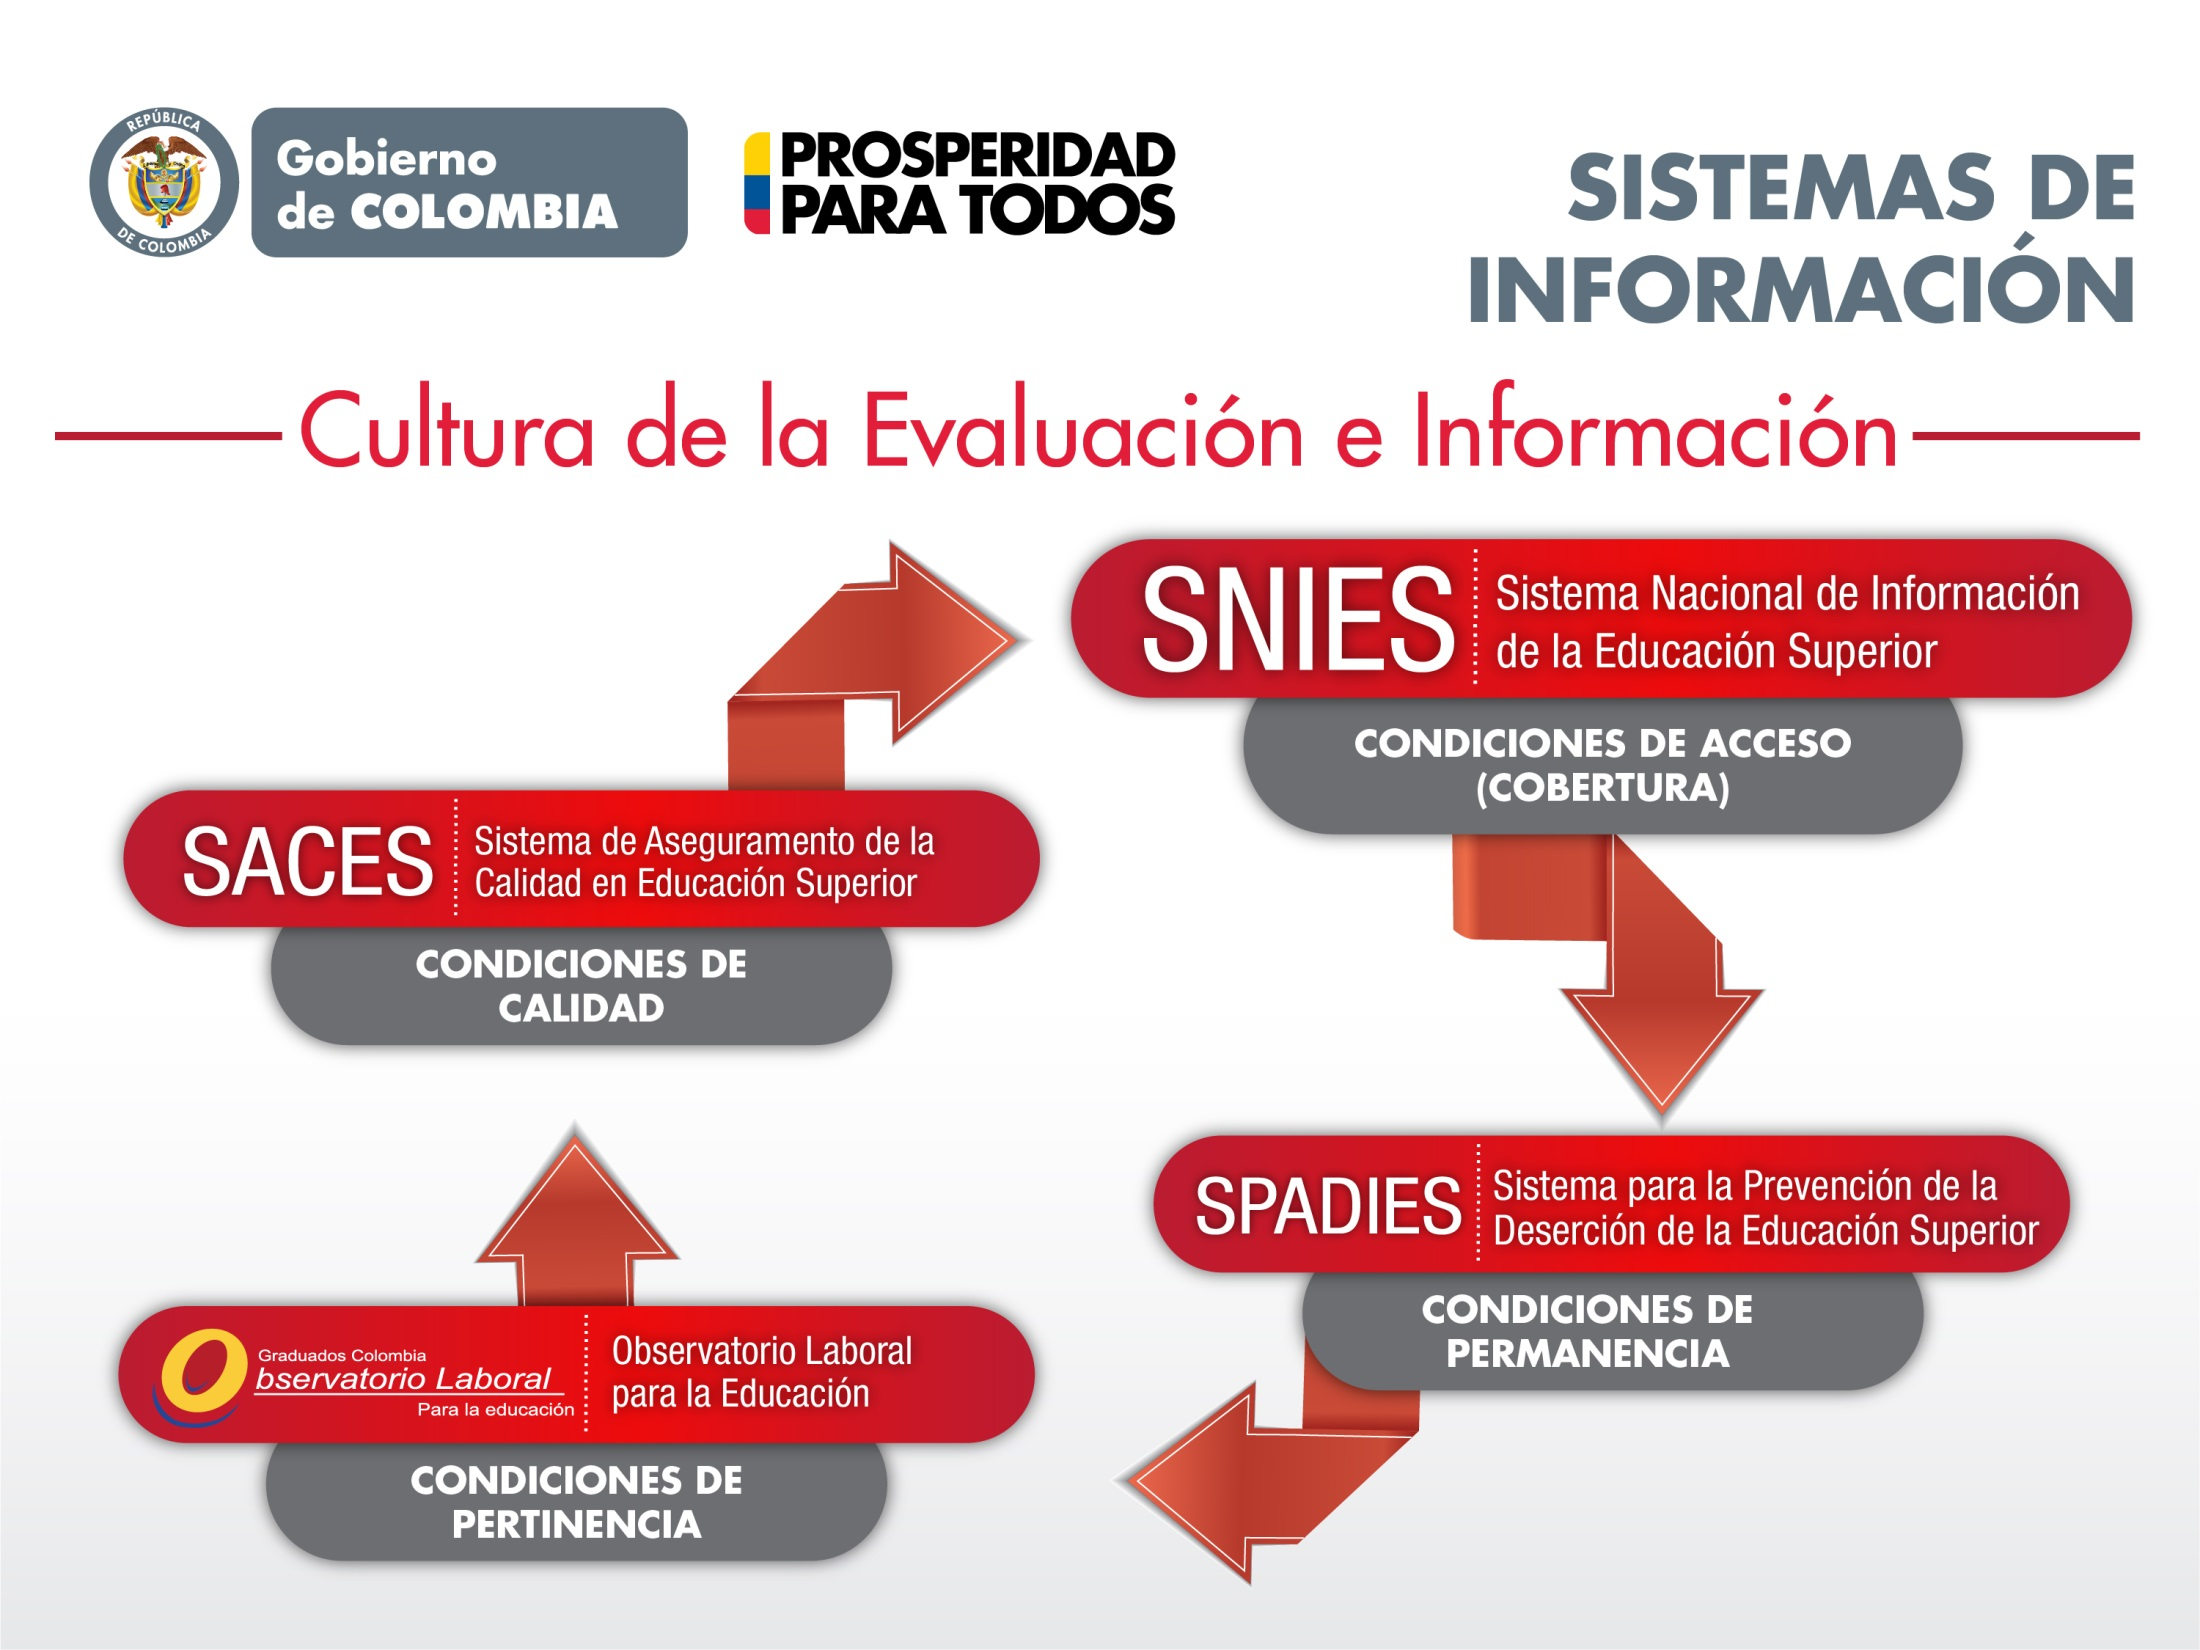 REPÚBLICA
DE COLOMBIA
Gobierno
de COLOMBIA
PROSPERIDAD
PARA TODOS
SISTEMAS DE
INFORMACIÓN
Cultura de la Evaluación e Información
SNIES
Sistema Nacional de Información
de la Educación Superior
CONDICIONES DE ACCESO
(COBERTURA)
SACES
Sistema de Aseguramento de la
Calidad en Educación Superior
CONDICIONES DE
CALIDAD
SPADIES
Sistema para la Prevención de la
Deserción de la Educación Superior
CONDICIONES DE
PERMANENCIA
Graduados Colombia
Observatorio Laboral
Para la educación
Observatorio Laboral
para la Educación
CONDICIONES DE
PERTINENCIA